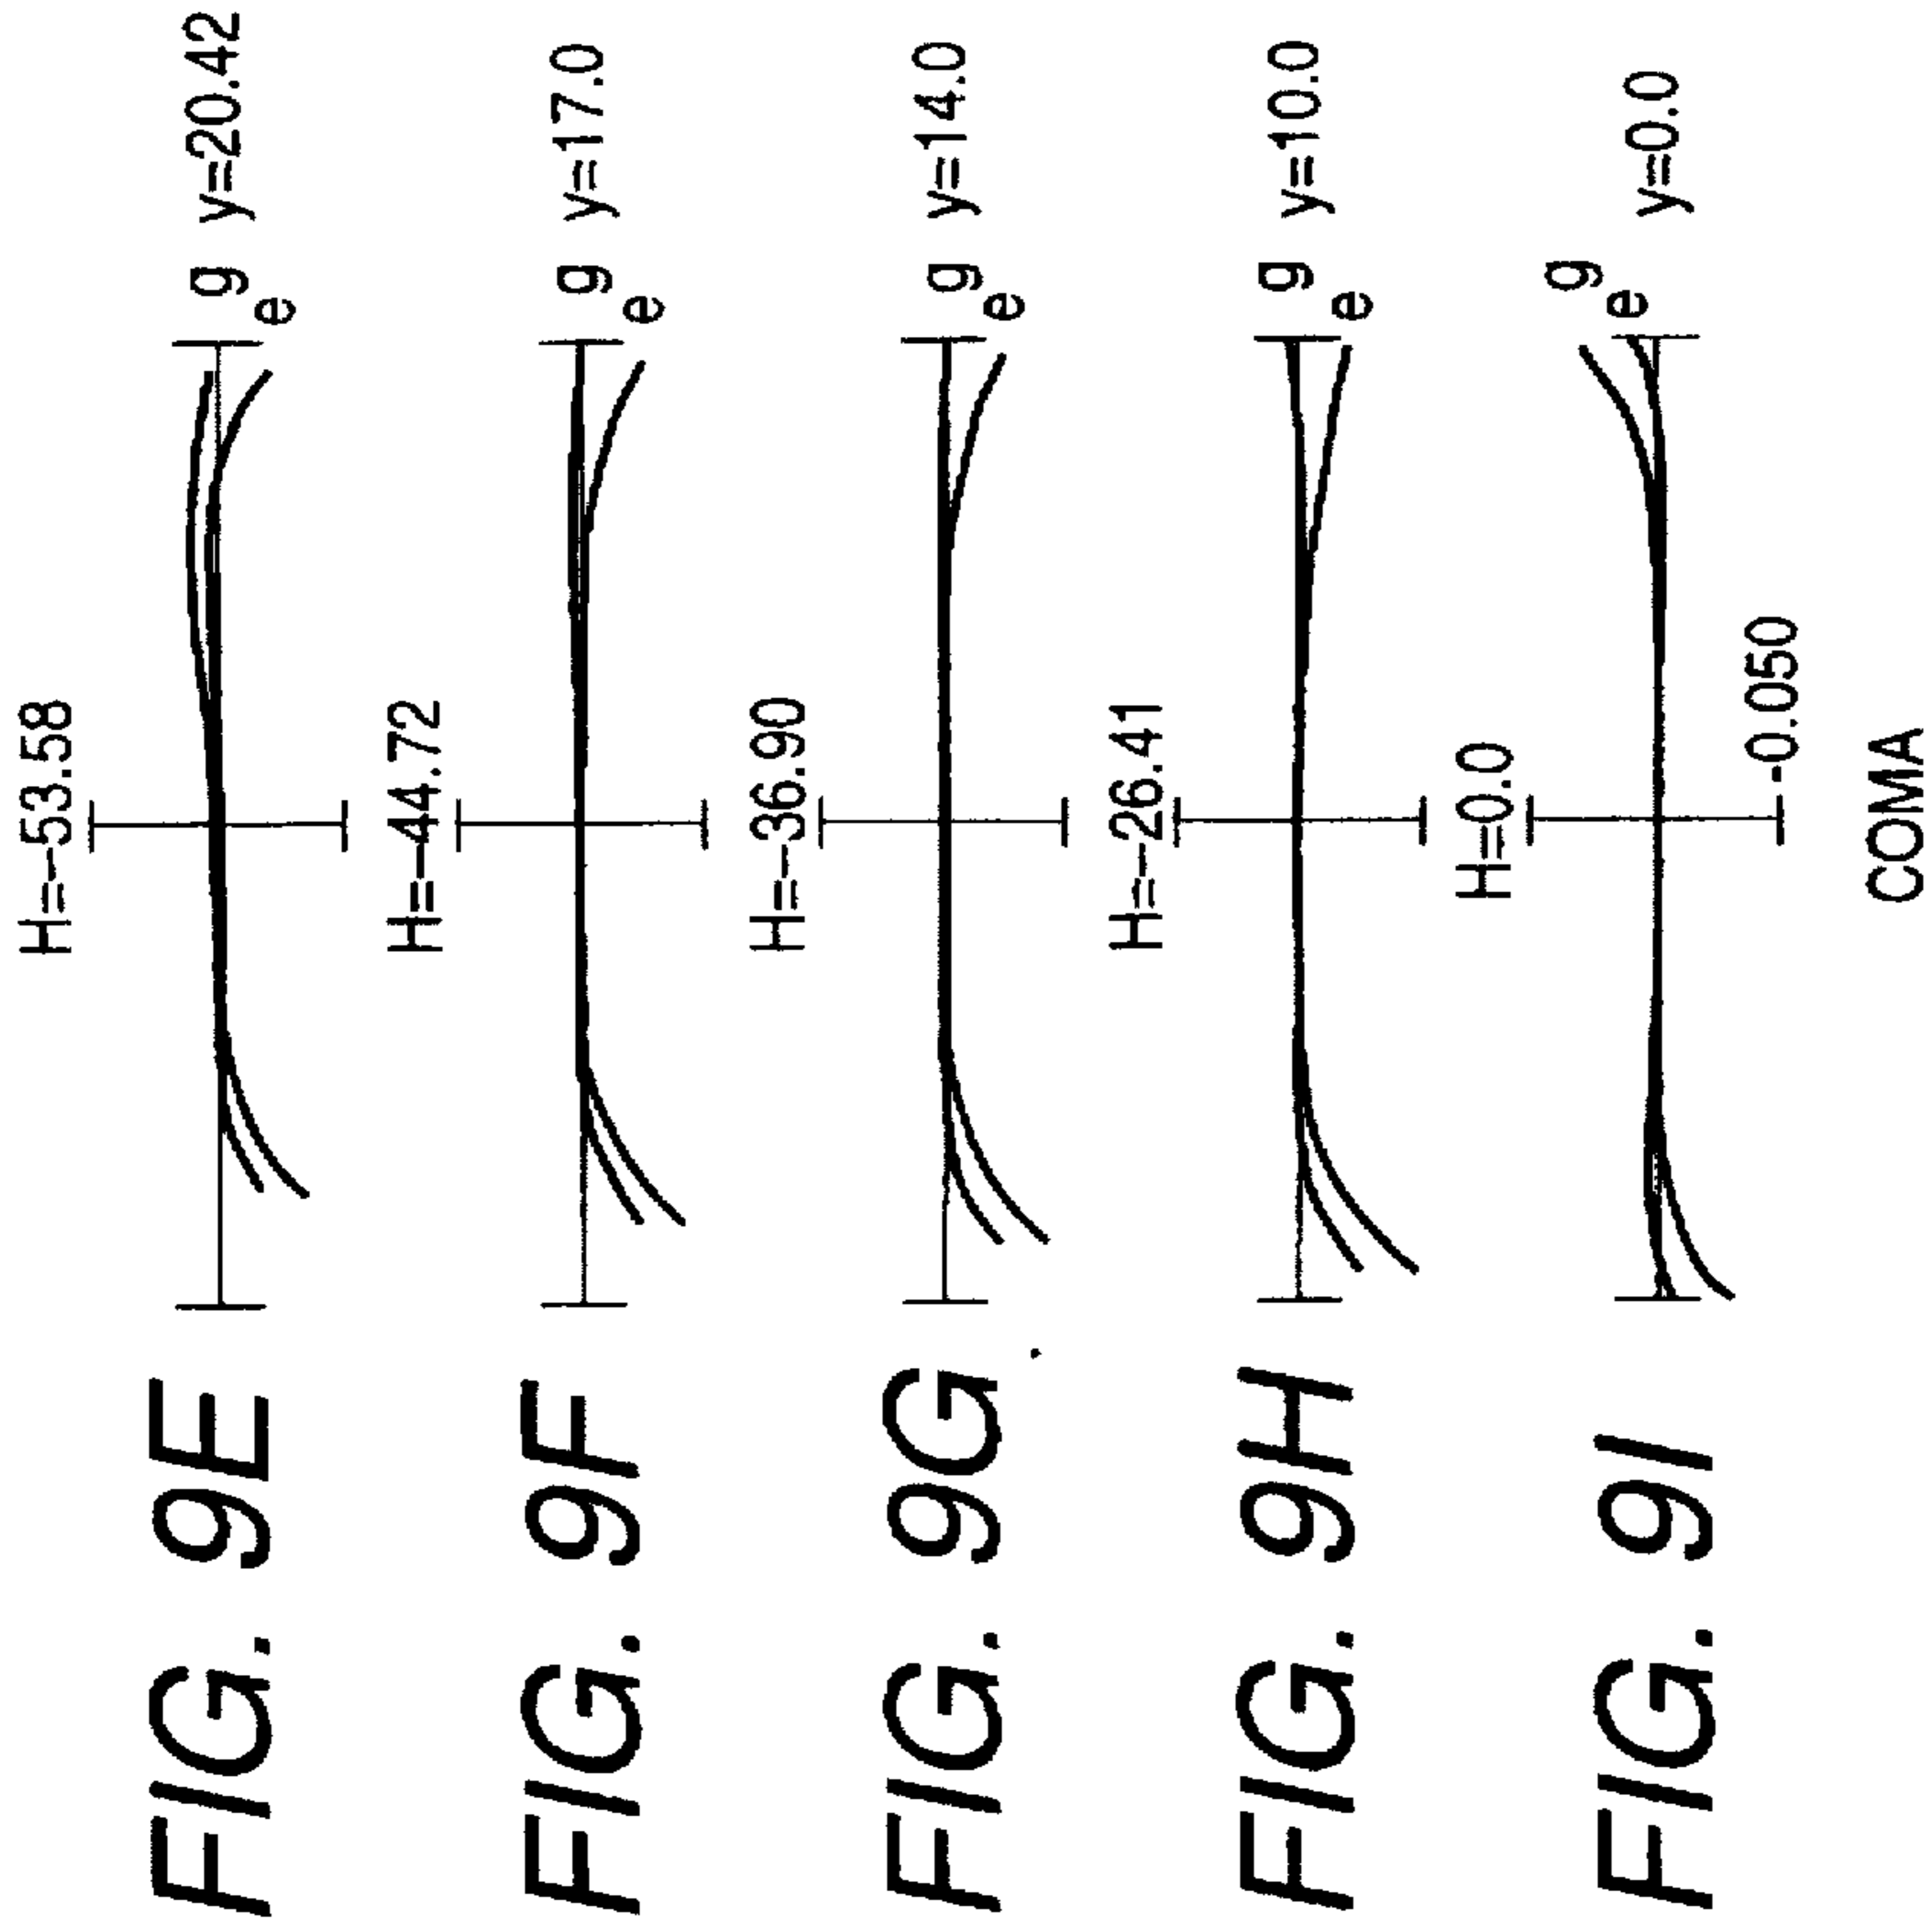 H=-53.58
FIG. 9E
g
e
y=20.42
H=-44.72
FIG. 9F
g
e
y=17.0
H=-36.90
FIG. 9G
g
e
y=14.0
H=-26.41
FIG. 9H
g
e
y=10.0
H=0.0
FIG. 9I
g
e
y=0.0
-0.050
COMA